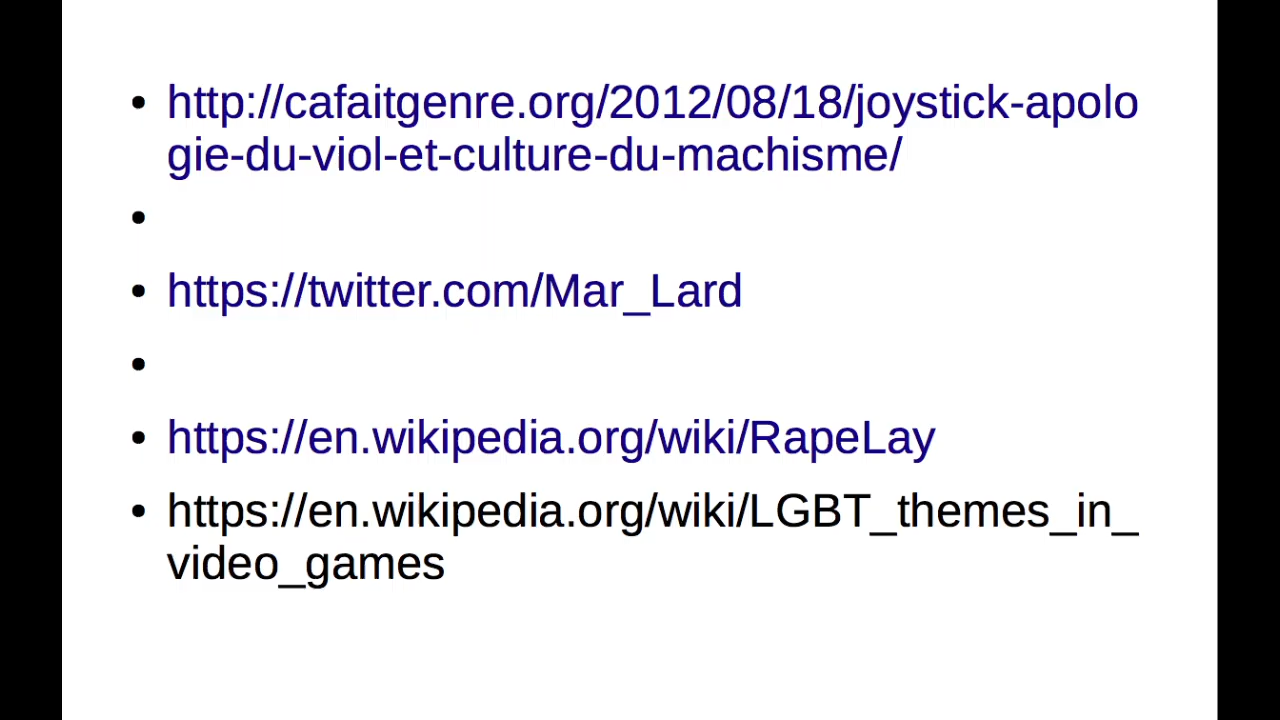 • http://cafaitgenre.org/2012/08/18/joystick-apolo
gie-du-viol-et-culture-du-machisme/
•
• https://twitter.com/Mar_Lard
•
• https://en.wikipedia.org/wiki/RapeLay
• https://en.wikipedia.org/wiki/LGBT_themes_in_
video_games